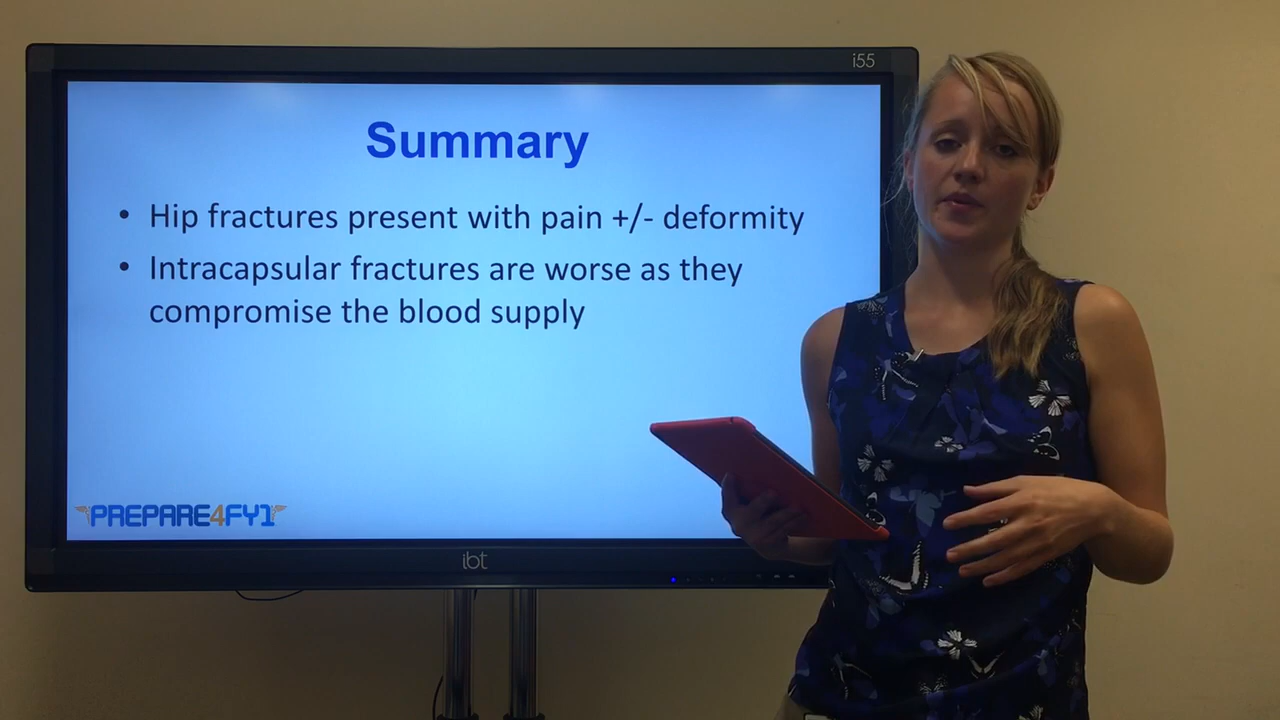 i55
Summary
• Hip fractures present with pain +/- deformity
• Intracapsular fractures are worse as they
compromise the blood supply
PREPARE4FY1
ibt